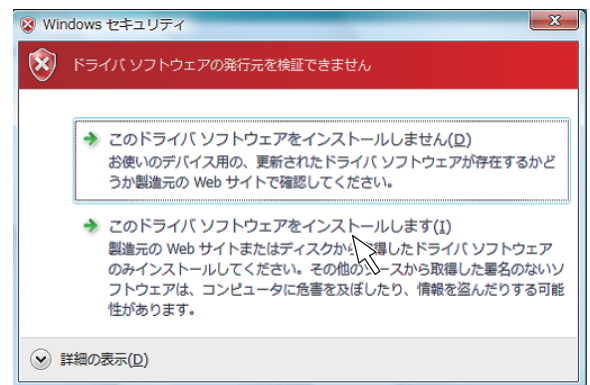 Windows セキュリティ
ドライバ ソフトウェアの発行元を検証できません
このドライバ ソフトウェアをインストールしません(D)
お使いのデバイス用の、更新されたドライバ ソフトウェアが存在するかど
うか製造元の Web サイトで確認してください。
このドライバ ソフトウェアをインストールします(I)
製造元の Web サイトまたはディスクから取得したドライバ ソフトウェア
のみインストールしてください。その他のソースから取得した署名のないソ
フトウェアは、コンピュータに危害を及ぼしたり、情報を盗んだりする可能
性があります。
詳細の表示(D)